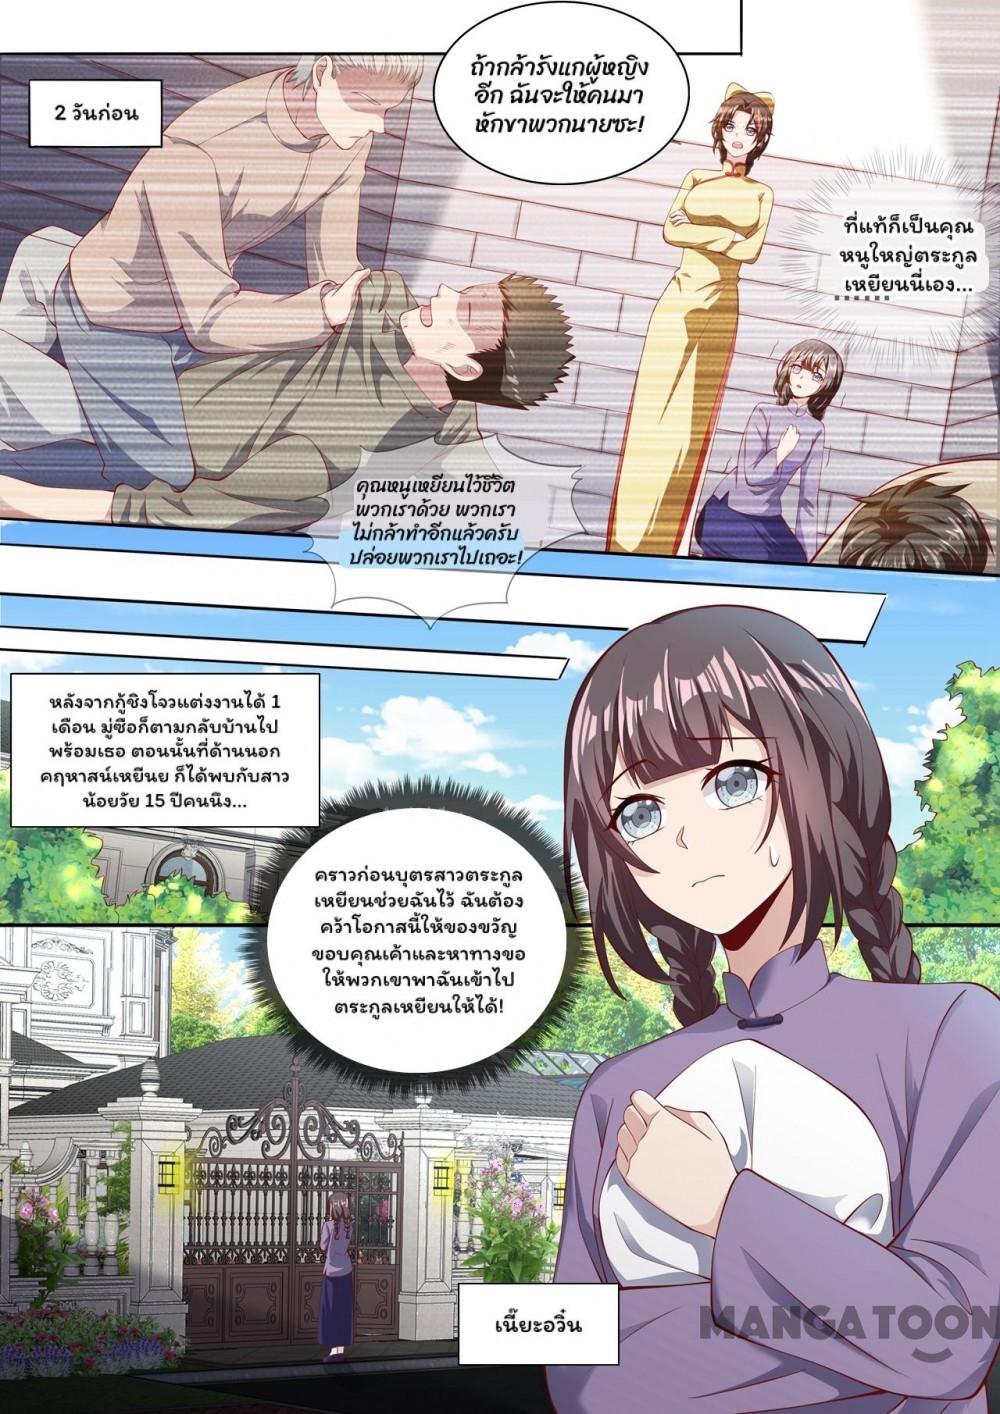 2 วันก่อน
ถ้ากล้ารังแกผู้หญิง
อีก ฉันจะให้คนมา
หักขาพวกนายซะ!
ที่แท้ก็เป็นคุณ
หนูใหญ่ตระกูล
เหยียนนี่เอง...
.......
คุณหนูเหยียนไว้ชีวิต
พวกเราด้วย พวกเรา
ไม่กล้าทำอีกแล้วครับ
ปล่อยพวกเราไปเถอะ!
หลังจากกู้ชิงโจวแต่งงานได้ 1
เดือน มู่ซือก็ตามกลับบ้านไป
พร้อมเธอ ตอนนั้นที่ด้านนอก
คฤหาสน์เหยีนย ก็ได้พบกับสาว
น้อยวัย 15 ปีคนนึง...
คราวก่อนบุตรสาวตระกูล
เหยียนช่วยฉันไว้ ฉันต้อง
คว้าโอกาสนี้ให้ของขวัญ
ขอบคุณเค้าและหาทางขอ
ให้พวกเขาพาฉันเข้าไป
ตระกูลเหยียนให้ได้!
เนี๊ยะอวิ๋น
MANGATOON